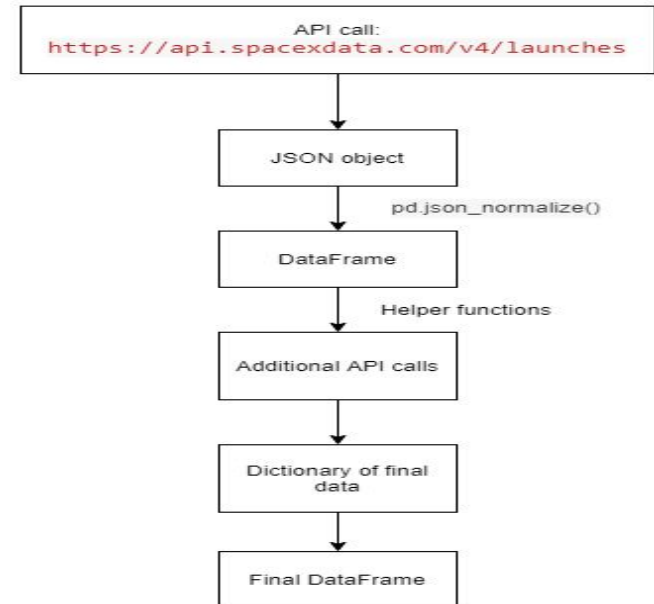 API call:
https://api.spacexdata.com/v4/launches
JSON object
pd.json_normalize()
DataFrame
Helper functions
Additional API calls
Dictionary of final
data
Final DataFrame